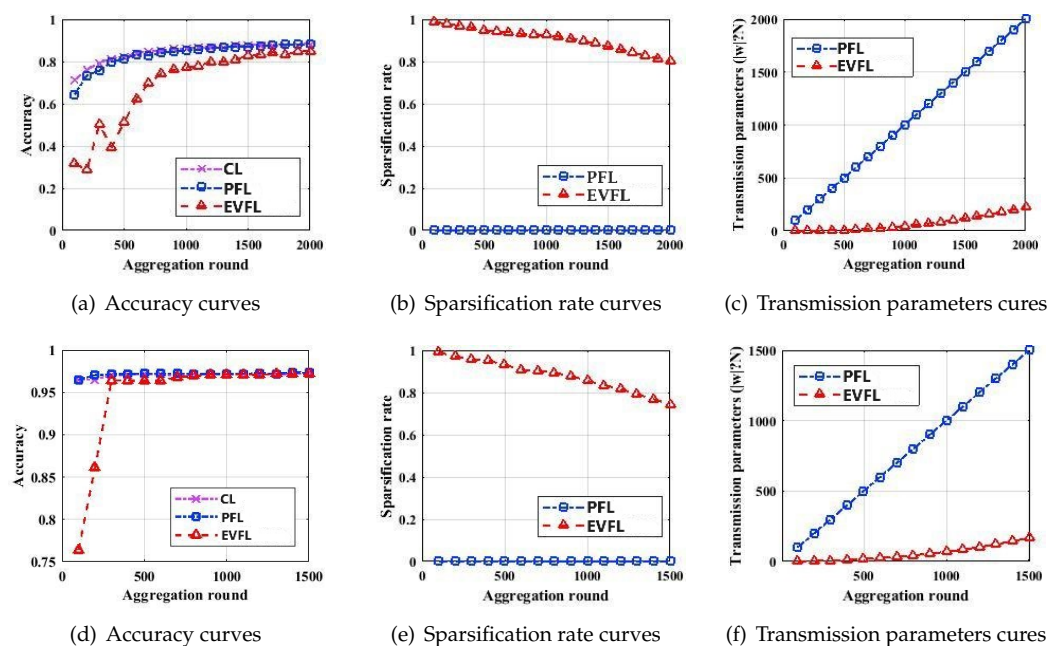 1
0.8
0.6
0.4
0.2
0
Accuracy
CL
PFL
EVFL
0 500 1000 1500 2000
Aggregation round
(a) Accuracy curves
1
0.8
0.6
0.4
0.2
0
Sparsification rate
PFL
EVFL
0 500 1000 1500 2000
Aggregation round
(b) Sparsification rate curves
2000
1500
1000
500
0
Transmission parameters (|w|?N)
PFL
EVFL
0 500 1000 1500 2000
Aggregation round
(c) Transmission parameters cures
1
0.95
0.9
0.85
0.8
0.75
Accuracy
CL
PFL
EVFL
0 500 1000 1500
Aggregation round
(d) Accuracy curves
1
0.8
0.6
0.4
0.2
0
Sparsification rate
PFL
EVFL
0 500 1000 1500
Aggregation round
(e) Sparsification rate curves
1500
1000
500
0
Transmission parameters (|w|?N)
PFL
EVFL
500 1000 1500
Aggregation round
(f) Transmission parameters cures